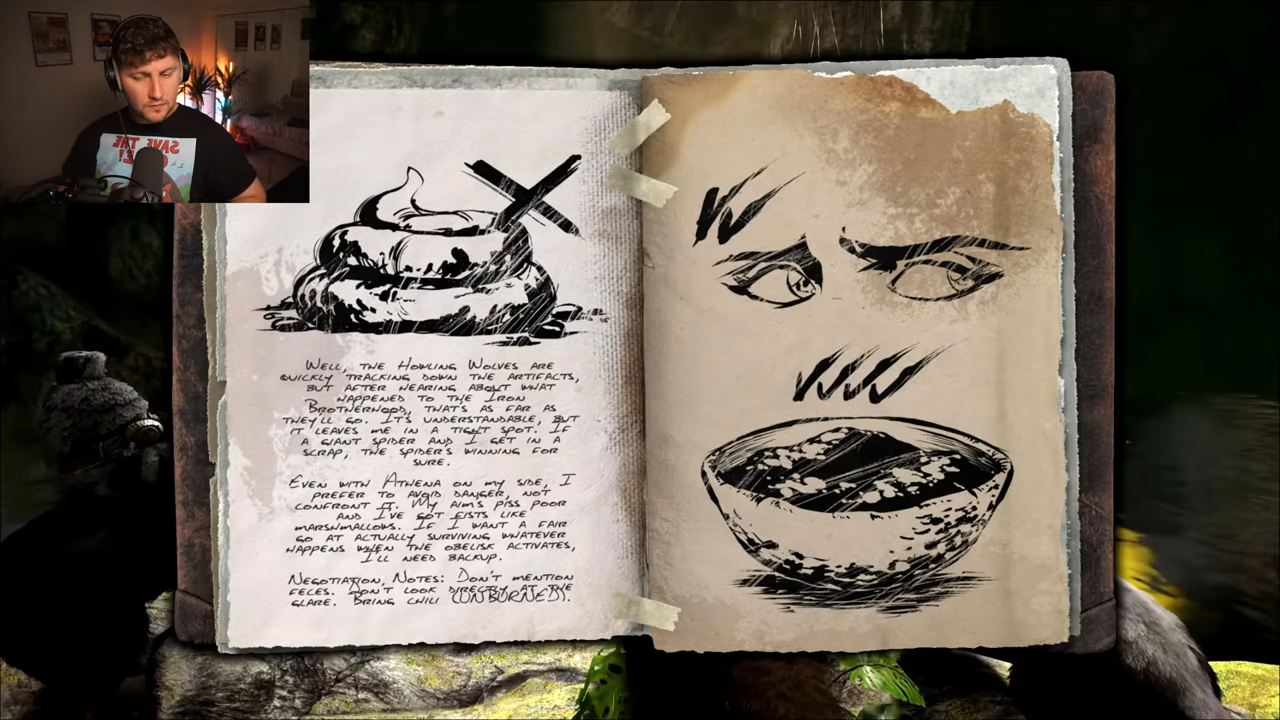 SAVE THE
WELL, THE HOWLING WOLVES ARE
QUICKLY TRACKING DOWN THE ARTIFACTS,
BUT AFTER HEARING ABOUT WHAT
HAPPENED TO THE IRON
BROTHERHOOD, THATS AS FAR AS
THEY'LL GO. IT'S UNDERSTANDABLE, BUT
IT LEAVES ME IN A TIGHT SPOT. IF
A GIANT SPIDER AND I GET IN A
SCRAP, THE SPIDER'S WINNING FOR
SURE.
EVEN WITH ATHENA ON MY SIDE, I
PREFER TO AVOID DANGER, NOT
CONFRONT IT. MY AIM'S PISS POOR
AND I'VE GOT FISTS LIKE
MARSHMALLOWS. IF I WANT A FAIR
GO AT ACTUALLY SURVIVING WHATEVER
HAPPENS WHEN THE OBELISK ACTIVATES,
I'LL NEED BACKUP.
NEGOTIATION, NOTES: DON'T MENTION
FECES. DON'T LOOK DIRECTLY AT THE
GLARE. BRING CHILI (UNBURNED).